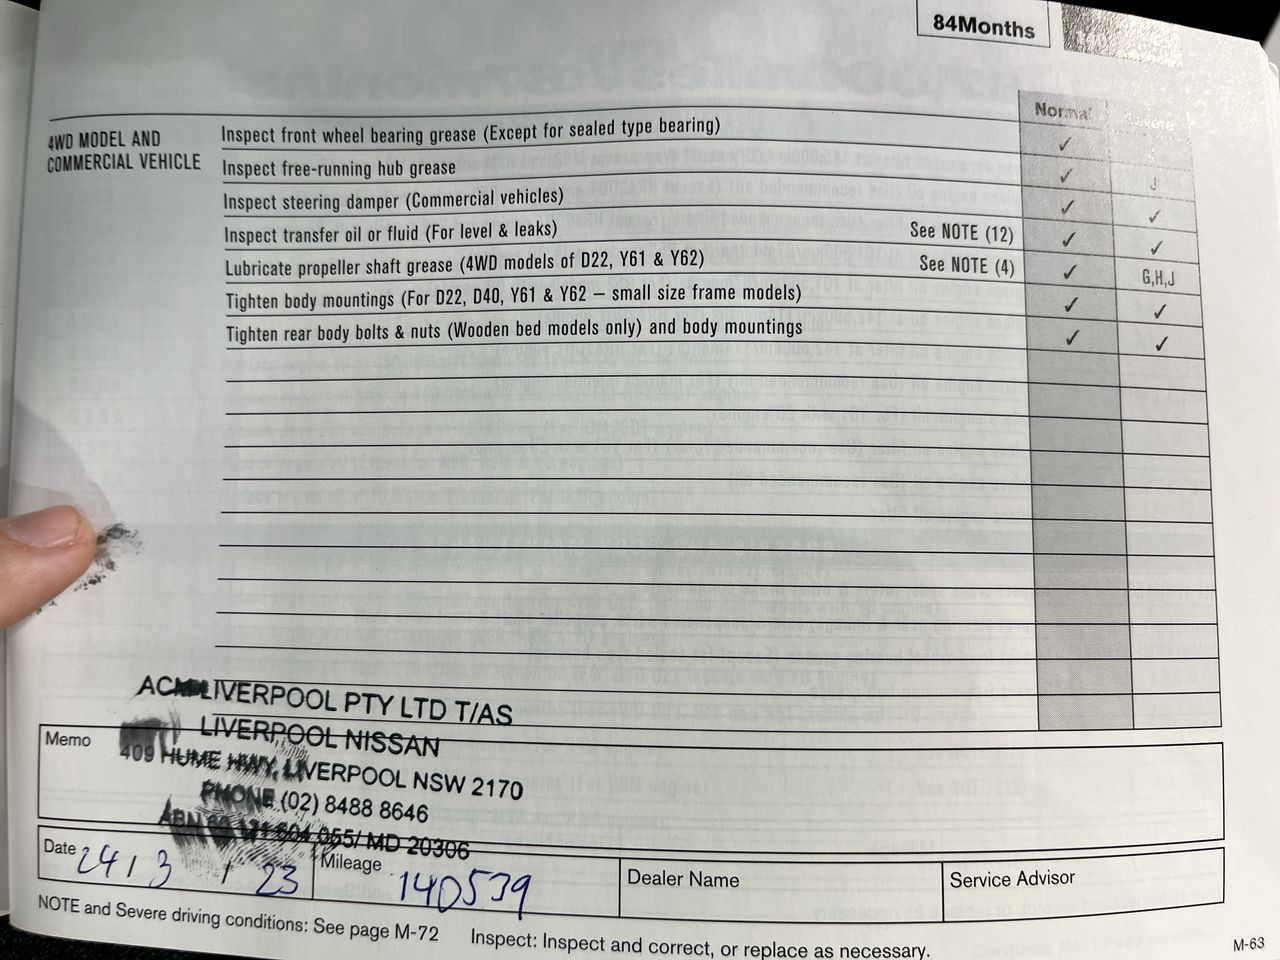 84Months
Normal Severe
4WD MODEL AND
COMMERCIAL VEHICLE
Inspect front wheel bearing grease (Except for sealed type bearing) ✓
Inspect free-running hub grease ✓ J
Inspect steering damper (Commercial vehicles) ✓ ✓
Inspect transfer oil or fluid (For level & leaks) See NOTE (12) ✓ ✓
Lubricate propeller shaft grease (4WD models of D22, Y61 & Y62) See NOTE (4) ✓ G,H,J
Tighten body mountings (For D22, D40, Y61 & Y62 – small size frame models) ✓ ✓
Tighten rear body bolts & nuts (Wooden bed models only) and body mountings ✓ ✓
LIVERPOOL PTY LTD T/AS
LIVERPOOL NISSAN
409 HUME HWY, LIVERPOOL NSW 2170
PHONE (02) 8488 8646
ABN 604 055/ MD 20306
Memo
Date 24/3/23 Mileage 140539 Dealer Name Service Advisor
NOTE and Severe driving conditions: See page M-72 Inspect: Inspect and correct, or replace as necessary.
M-63